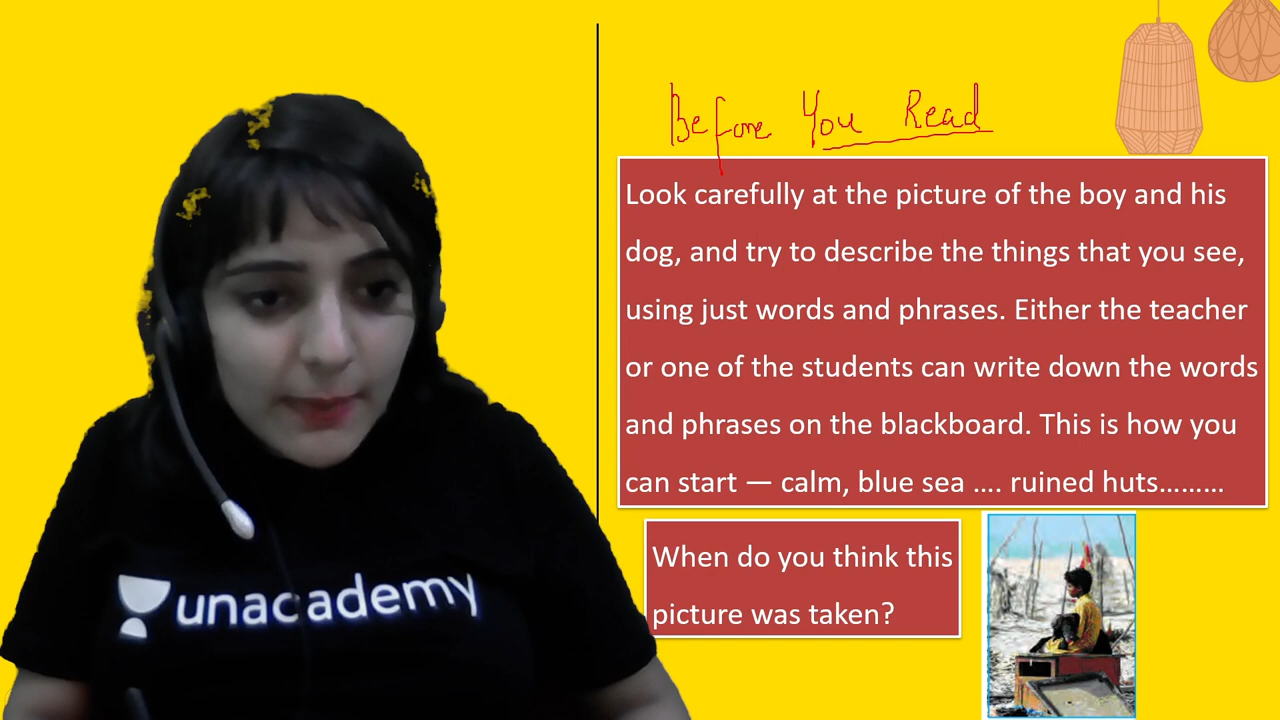 Before You Read
Look carefully at the picture of the boy and his
dog, and try to describe the things that you see,
using just words and phrases. Either the teacher
or one of the students can write down the words
and phrases on the blackboard. This is how you
can start — calm, blue sea .... ruined huts.........
When do you think this
picture was taken?
unacademy